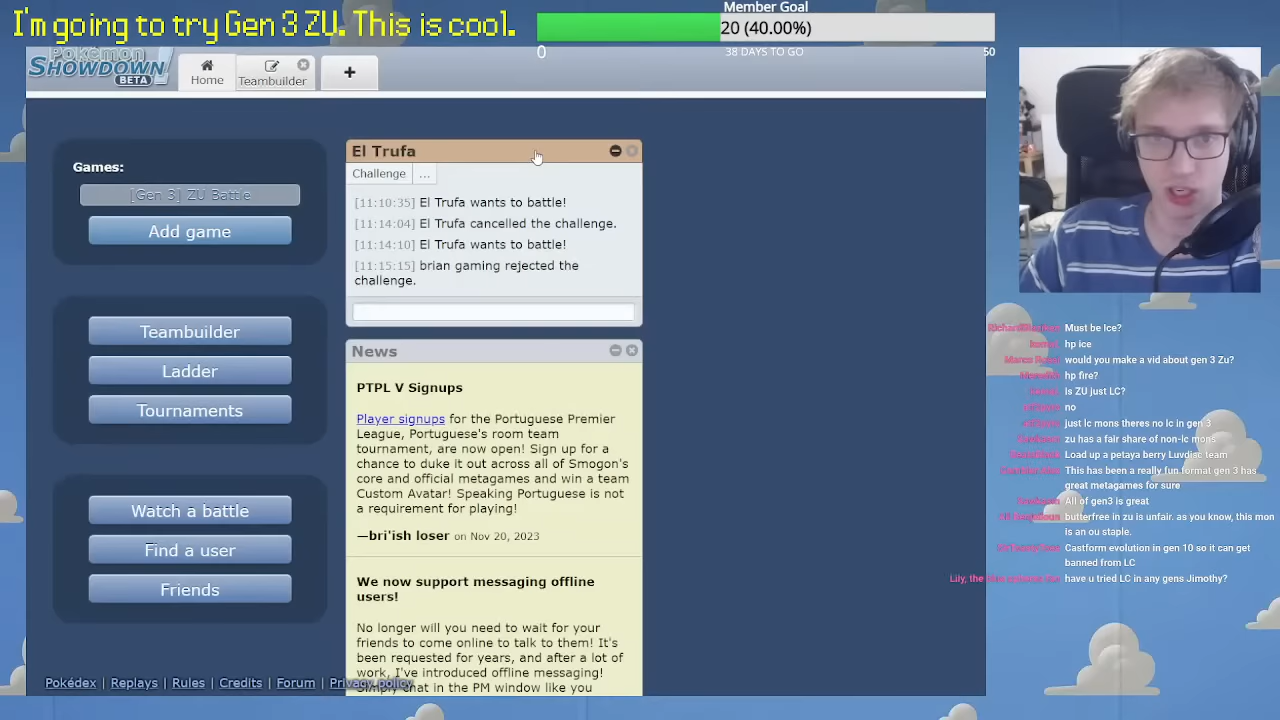 I'm going to try Gen 3 ZU. This is cool.
Member Goal
20 (40.00%)
0
38 DAYS TO GO
50
Pokémon
SHOWDOWN!
BETA
Home
Teambuilder
+
Games:
[Gen 3] ZU Battle
Add game
Teambuilder
Ladder
Tournaments
Watch a battle
Find a user
Friends
Pokédex | Replays | Rules | Credits | Forum | Privacy policy
El Trufa
Challenge
...
[11:10:35] El Trufa wants to battle!
[11:14:04] El Trufa cancelled the challenge.
[11:14:10] El Trufa wants to battle!
[11:15:15] brian gaming rejected the
challenge.
News
PTPL V Signups
Player signups for the Portuguese Premier
League, Portuguese's room team
tournament, are now open! Sign up for a
chance to duke it out across all of Smogon's
core and official metagames and win a team
Custom Avatar! Speaking Portuguese is not
a requirement for playing!
—bri'ish loser on Nov 20, 2023
We now support messaging offline
users!
No longer will you need to wait for your
friends to come online to talk to them! It's
been requested for years, and after a lot of
work, I've introduced offline messaging!
Simply chat in the PM window like you
Must be Ice?
hp ice
would you make a vid about gen 3 Zu?
hp fire?
is ZU just LC?
no
just lc mons theres no lc in gen 3
zu has a fair share of non-lc mons
Load up a petaya berry Luvdisc team
This has been a really fun format gen 3 has
great metagames for sure
All of gen3 is great
butterfree in zu is unfair. as you know, this mon
is an ou staple.
Castform evolution in gen 10 so it can get
banned from LC
have u tried LC in any gens Jimothy?